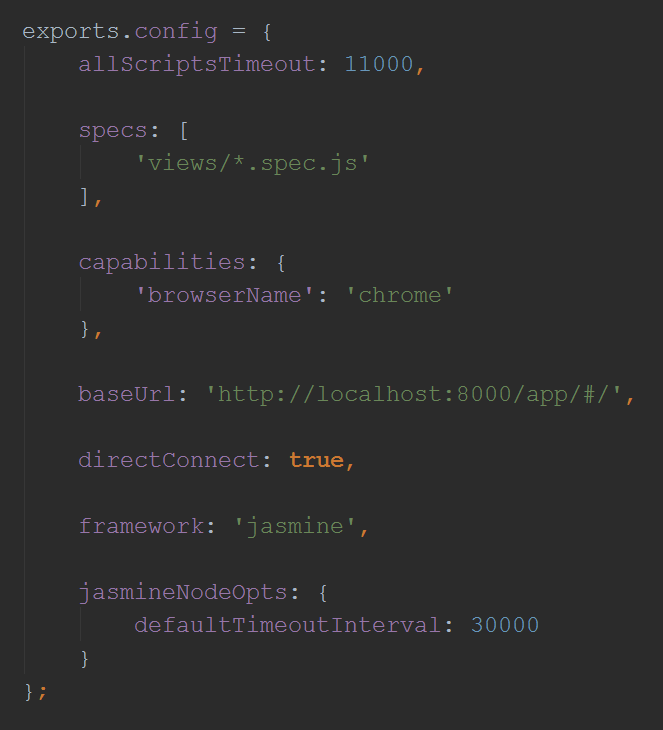 exports.config = {
    allScriptsTimeout: 11000,

    specs: [
        'views/*.spec.js'
    ],

    capabilities: {
        'browserName': 'chrome'
    },

    baseUrl: 'http://localhost:8000/app/#/',

    directConnect: true,

    framework: 'jasmine',

    jasmineNodeOpts: {
        defaultTimeoutInterval: 30000
    }
};